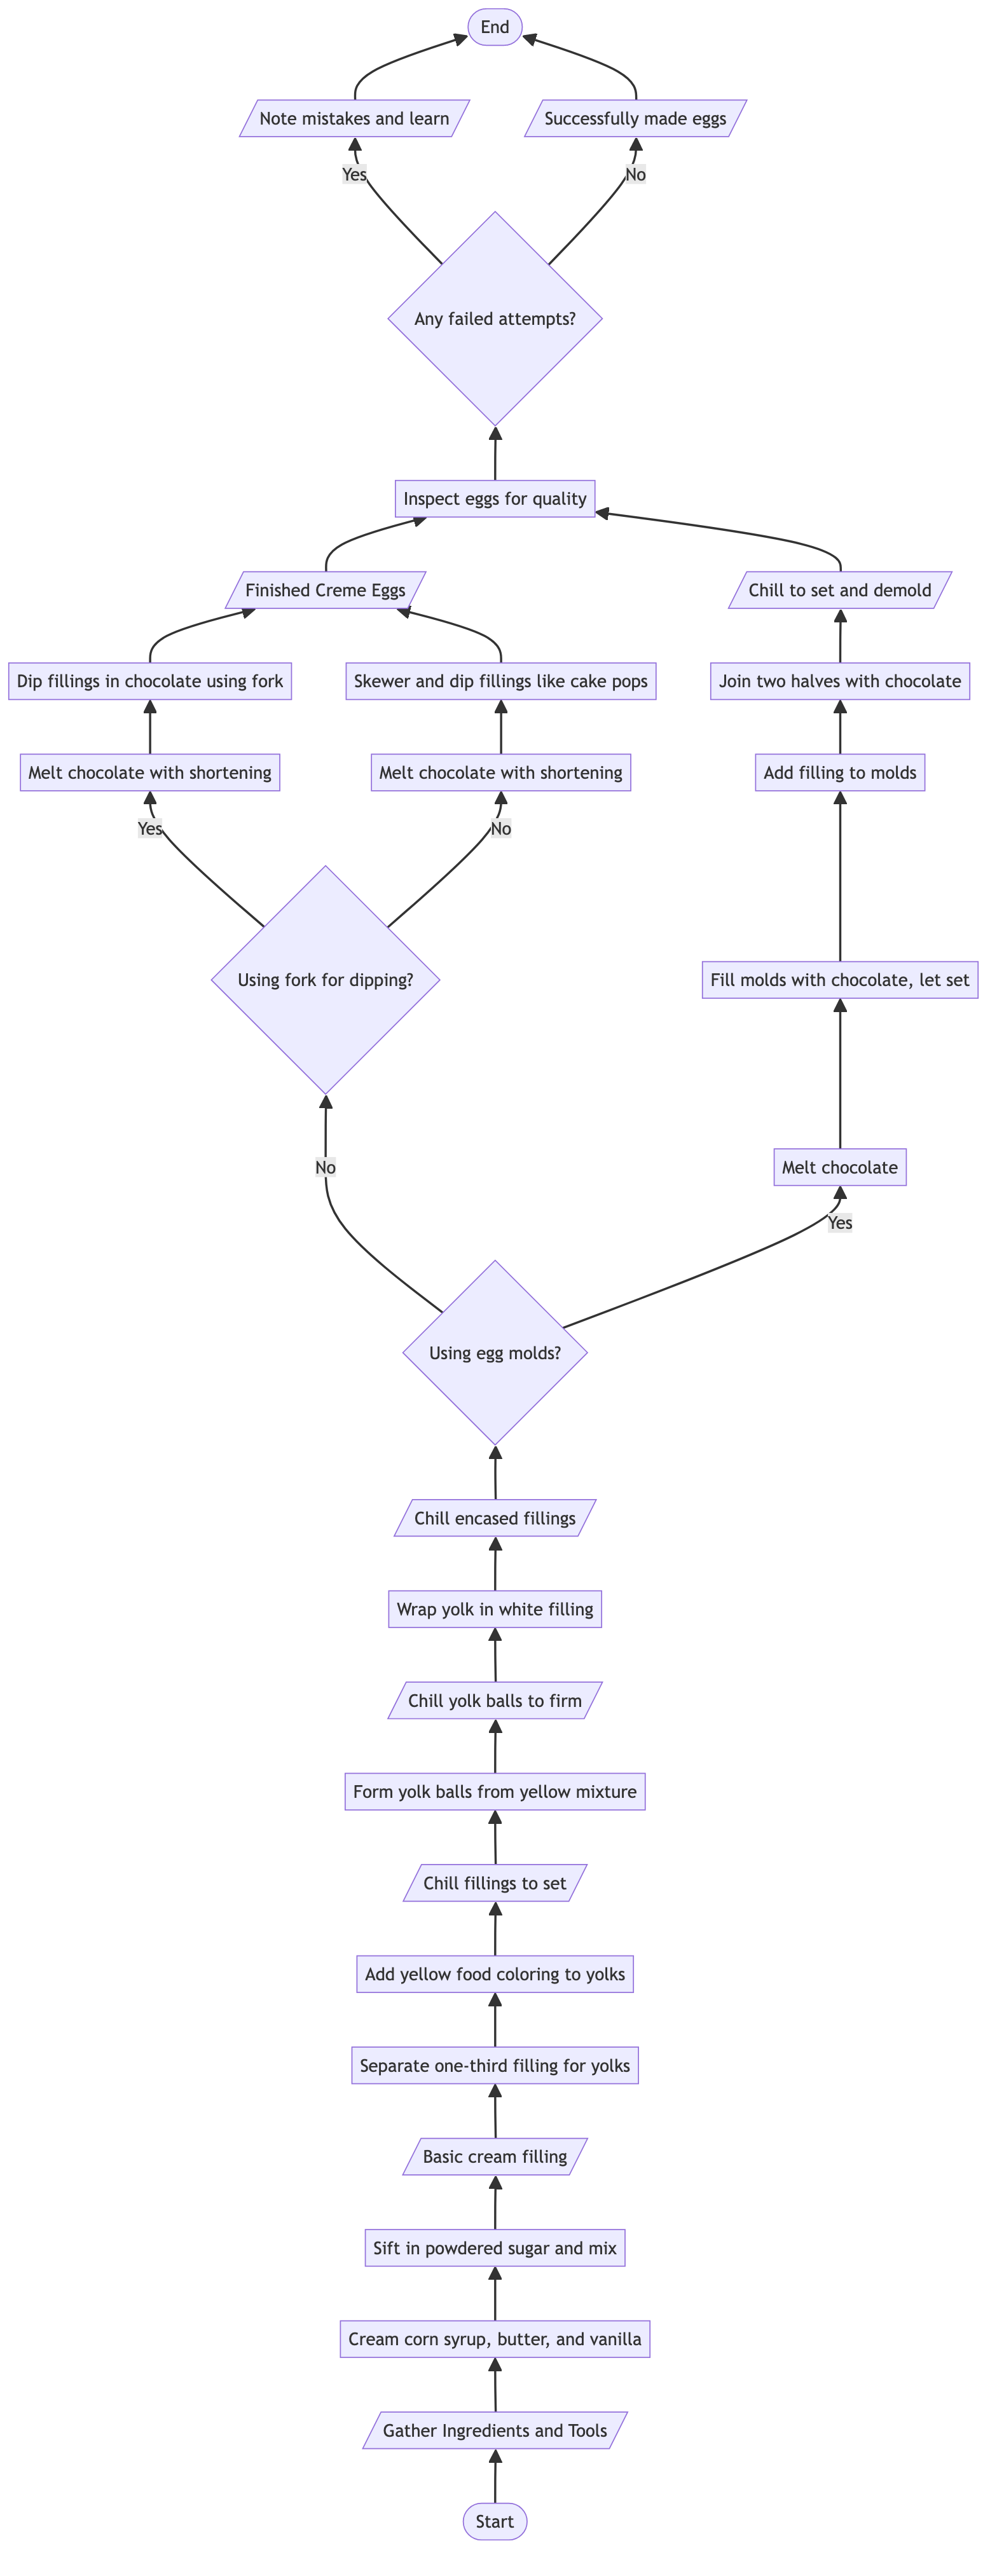 End
Note mistakes and learn
Successfully made eggs
Yes
No
Any failed attempts?
Inspect eggs for quality
Finished Creme Eggs
Chill to set and demold
Dip fillings in chocolate using fork
Skewer and dip fillings like cake pops
Join two halves with chocolate
Melt chocolate with shortening
Melt chocolate with shortening
Add filling to molds
Yes
No
Using fork for dipping?
Fill molds with chocolate, let set
No
Melt chocolate
Yes
Using egg molds?
Chill encased fillings
Wrap yolk in white filling
Chill yolk balls to firm
Form yolk balls from yellow mixture
Chill fillings to set
Add yellow food coloring to yolks
Separate one-third filling for yolks
Basic cream filling
Sift in powdered sugar and mix
Cream corn syrup, butter, and vanilla
Gather Ingredients and Tools
Start